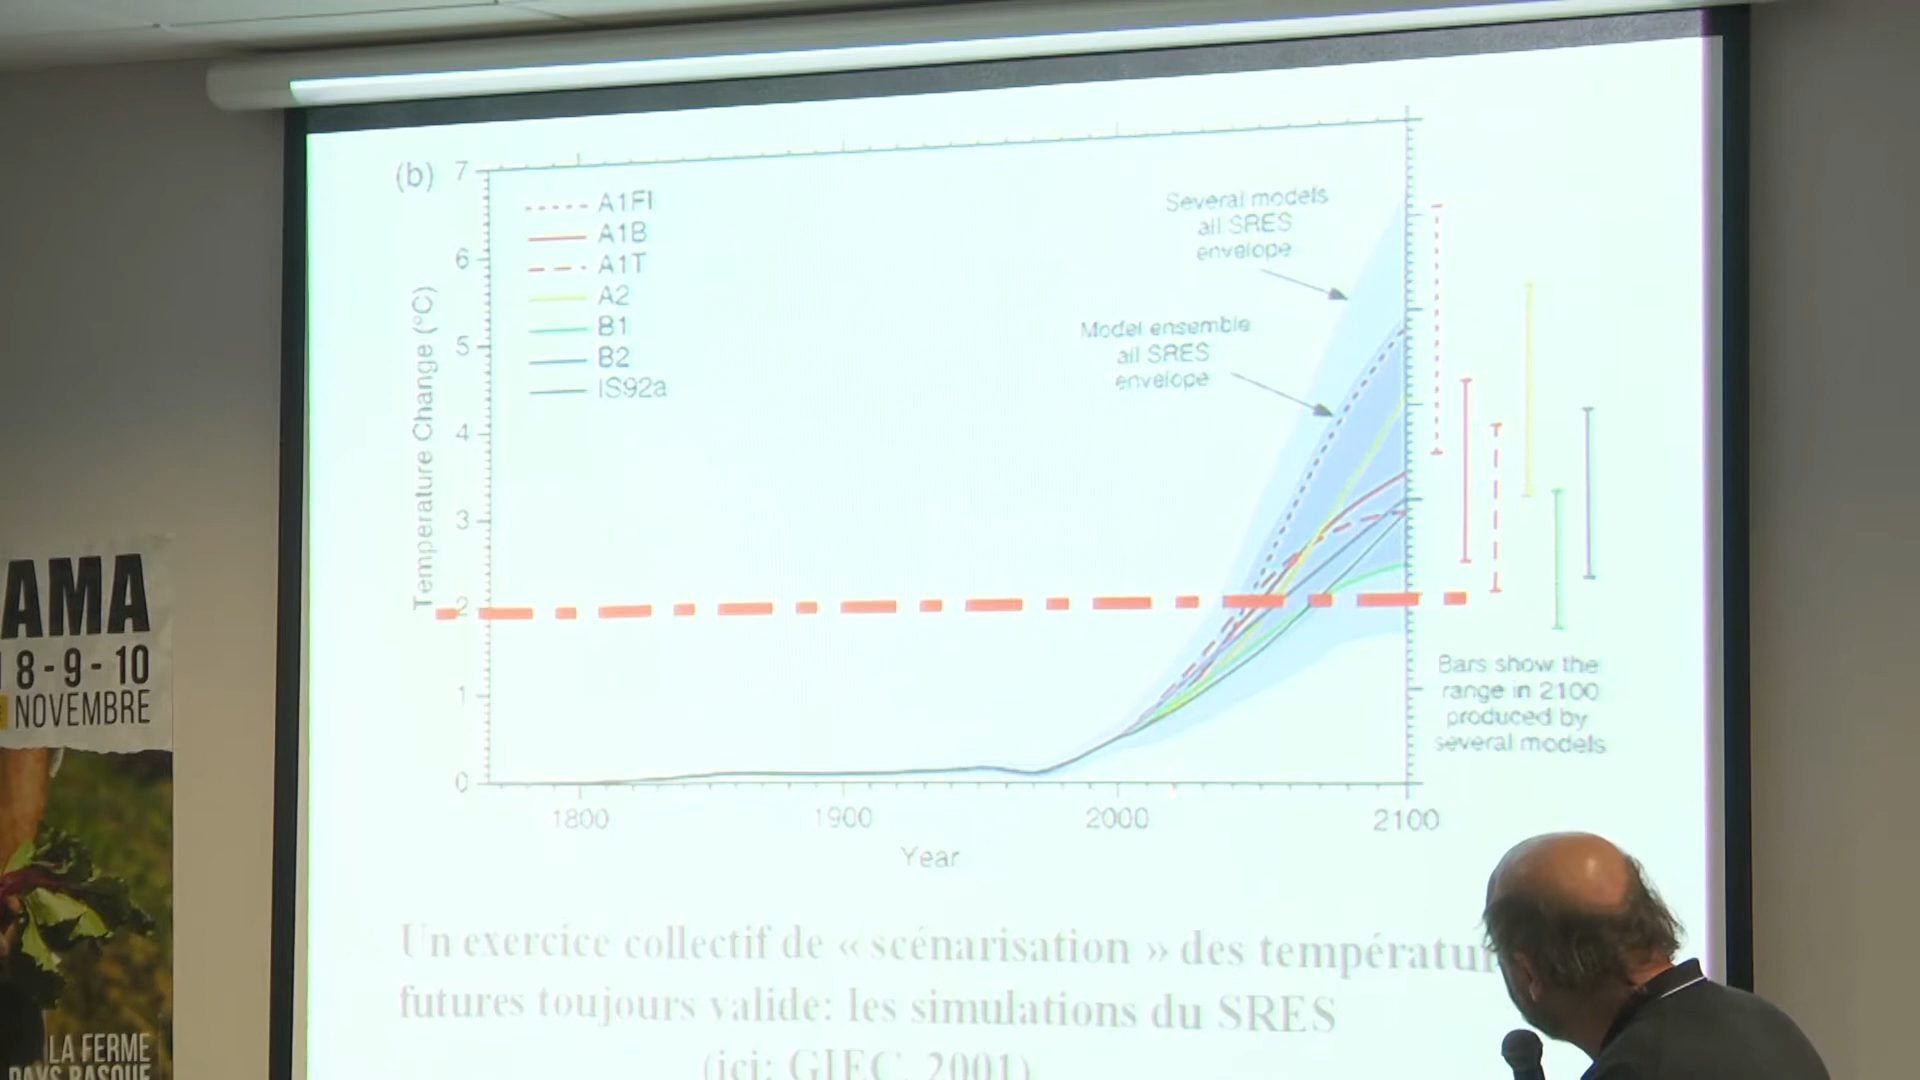 (b)
7
6
5
4
3
2
1
0
Temperature Change (°C)
A1FI
A1B
A1T
A2
B1
B2
IS92a
Several models
all SRES
envelope
Model ensemble
all SRES
envelope
Bars show the
range in 2100
produced by
several models
1800
1900
2000
2100
Year
Un exercice collectif de « scénarisation » des
futures toujours valide: les simulations du SRES
(ici: GIEC, 2001)
AMA
8-9-10
NOVEMBRE
LA FERME
PAYS BASQUE